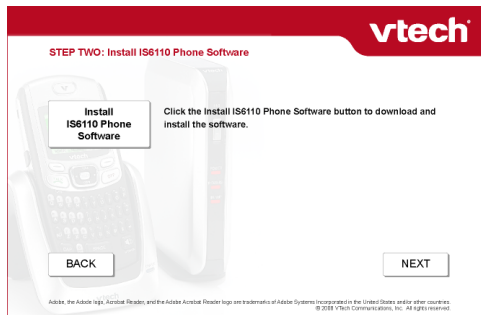 vtech
STEP TWO: Install IS6110 Phone Software
Install
IS6110 Phone
Software
Click the Install IS6110 Phone Software button to download and
install the software.
BACK
NEXT
Adobe, the Adobe logo, Acrobat Reader, and the Adobe Acrobat Reader logo are trademarks of Adobe Systems Incorporated in the United States and/or other countries.
© 2008 VTech Communications, Inc. All rights reserved.